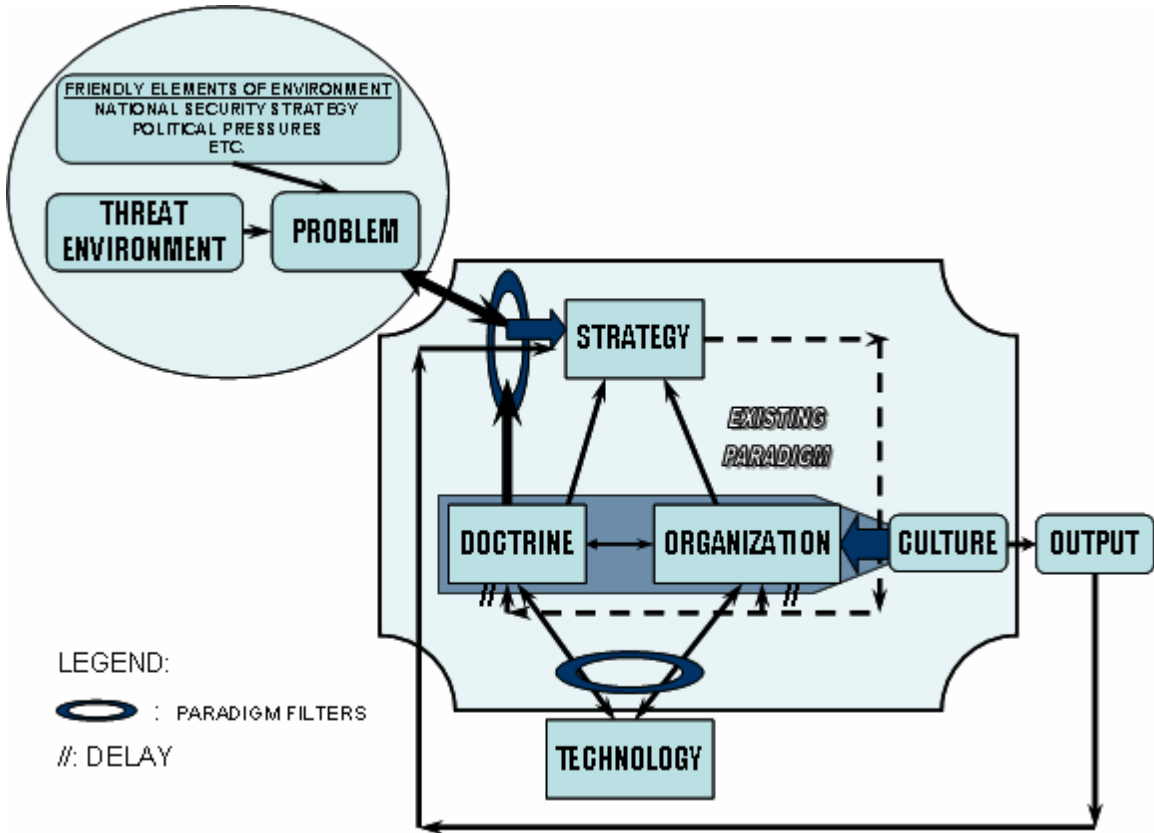 FRIENDLY ELEMENTS OF ENVIRONMENT
NATIONAL SECURITY STRATEGY
POLITICAL PRESSURES
ETC.
THREAT
ENVIRONMENT
PROBLEM
STRATEGY
EXISTING
PARADIGM
DOCTRINE
ORGANIZATION
CULTURE
OUTPUT
//
//
TECHNOLOGY
LEGEND:
: PARADIGM FILTERS
//: DELAY